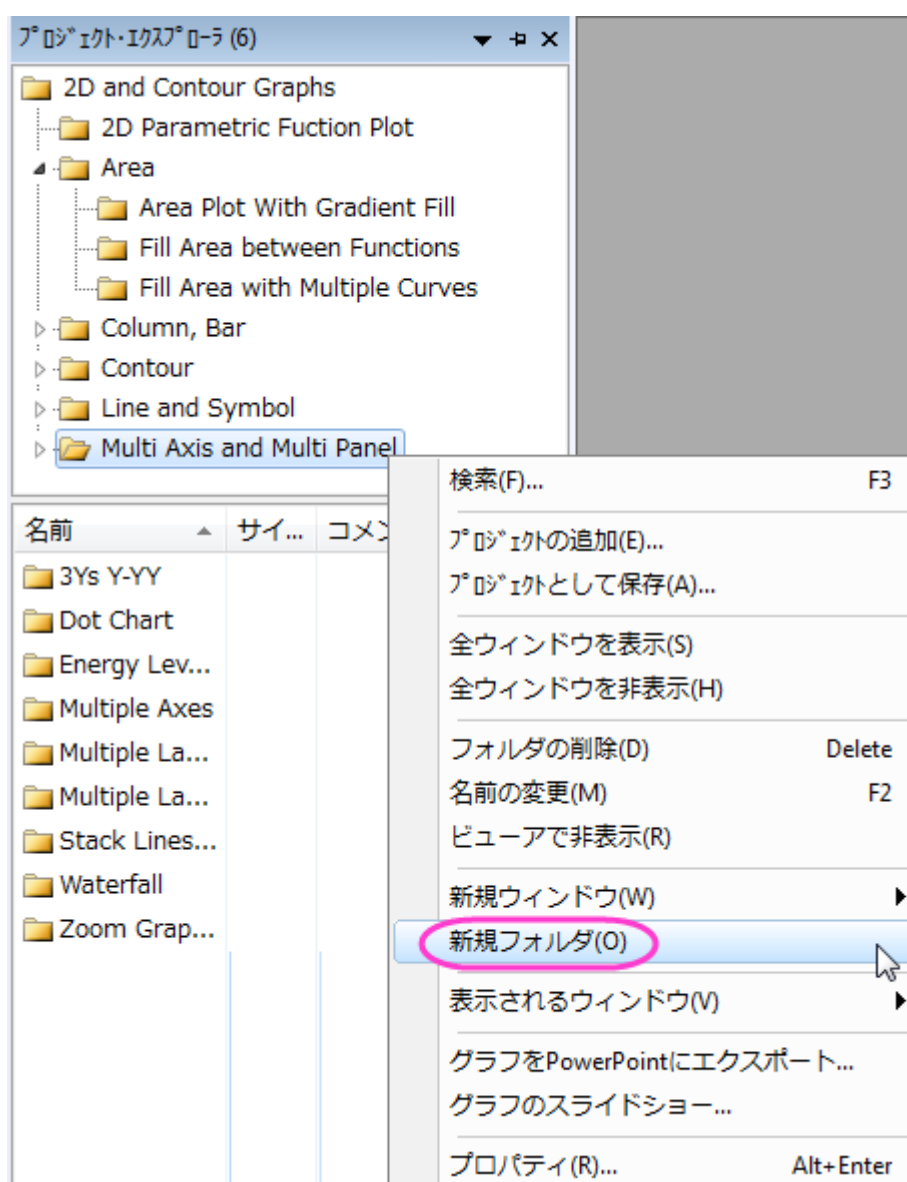 ﾌﾟﾛｼﾞｪｸﾄ･ｴｸｽﾌﾟﾛｰﾗ (6)
2D and Contour Graphs
2D Parametric Fuction Plot
Area
Area Plot With Gradient Fill
Fill Area between Functions
Fill Area with Multiple Curves
Column, Bar
Contour
Line and Symbol
Multi Axis and Multi Panel
名前 サイ... コメン
3Ys Y-YY
Dot Chart
Energy Lev...
Multiple Axes
Multiple La...
Multiple La...
Stack Lines...
Waterfall
Zoom Grap...
検索(F)... F3
ﾌﾟﾛｼﾞｪｸﾄの追加(E)...
ﾌﾟﾛｼﾞｪｸﾄとして保存(A)...
全ウィンドウを表示(S)
全ウィンドウを非表示(H)
フォルダの削除(D) Delete
名前の変更(M) F2
ビューアで非表示(R)
新規ウィンドウ(W)
新規フォルダ(O)
表示されるウィンドウ(V)
グラフをPowerPointにエクスポート...
グラフのスライドショー...
プロパティ(R)... Alt+Enter